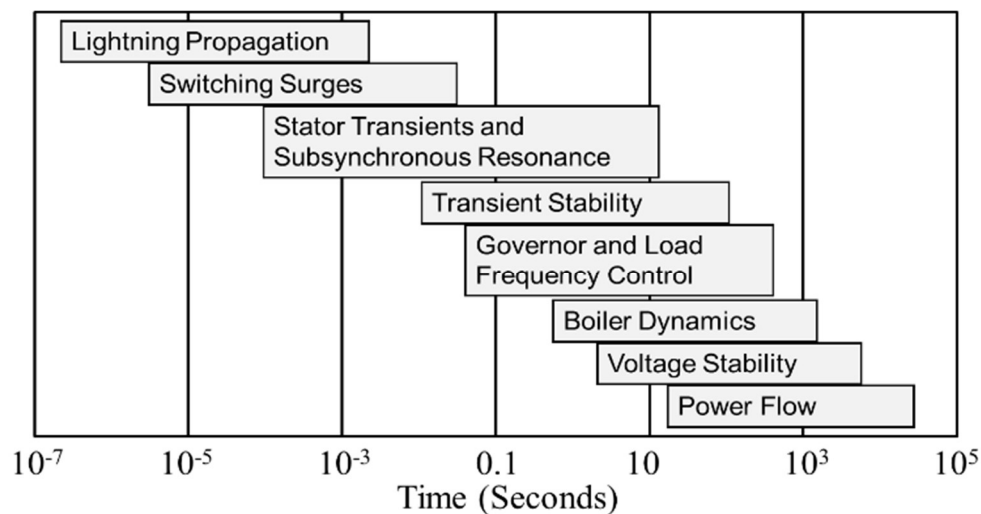 Lightning Propagation
Switching Surges
Stator Transients and
Subsynchronous Resonance
Transient Stability
Governor and Load
Frequency Control
Boiler Dynamics
Voltage Stability
Power Flow
10⁻⁷ 10⁻⁵ 10⁻³ 0.1 10 10³ 10⁵
Time (Seconds)